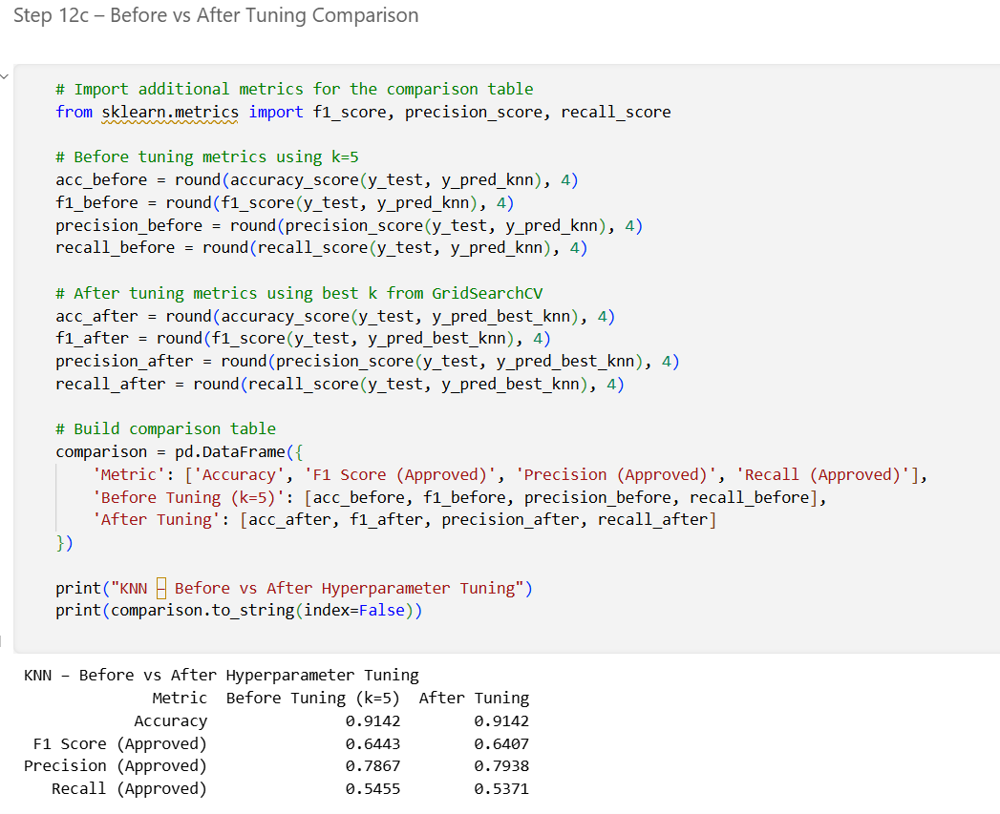 Step 12c – Before vs After Tuning Comparison
# Import additional metrics for the comparison table
from sklearn.metrics import f1_score, precision_score, recall_score
# Before tuning metrics using k=5
acc_before = round(accuracy_score(y_test, y_pred_knn), 4)
f1_before = round(f1_score(y_test, y_pred_knn), 4)
precision_before = round(precision_score(y_test, y_pred_knn), 4)
recall_before = round(recall_score(y_test, y_pred_knn), 4)
# After tuning metrics using best k from GridSearchCV
acc_after = round(accuracy_score(y_test, y_pred_best_knn), 4)
f1_after = round(f1_score(y_test, y_pred_best_knn), 4)
precision_after = round(precision_score(y_test, y_pred_best_knn), 4)
recall_after = round(recall_score(y_test, y_pred_best_knn), 4)
# Build comparison table
comparison = pd.DataFrame({
    'Metric': ['Accuracy', 'F1 Score (Approved)', 'Precision (Approved)', 'Recall (Approved)'],
    'Before Tuning (k=5)': [acc_before, f1_before, precision_before, recall_before],
    'After Tuning': [acc_after, f1_after, precision_after, recall_after]
})
print("KNN – Before vs After Hyperparameter Tuning")
print(comparison.to_string(index=False))
KNN – Before vs After Hyperparameter Tuning
Metric  Before Tuning (k=5)  After Tuning
Accuracy  0.9142  0.9142
F1 Score (Approved)  0.6443  0.6407
Precision (Approved)  0.7867  0.7938
Recall (Approved)  0.5455  0.5371